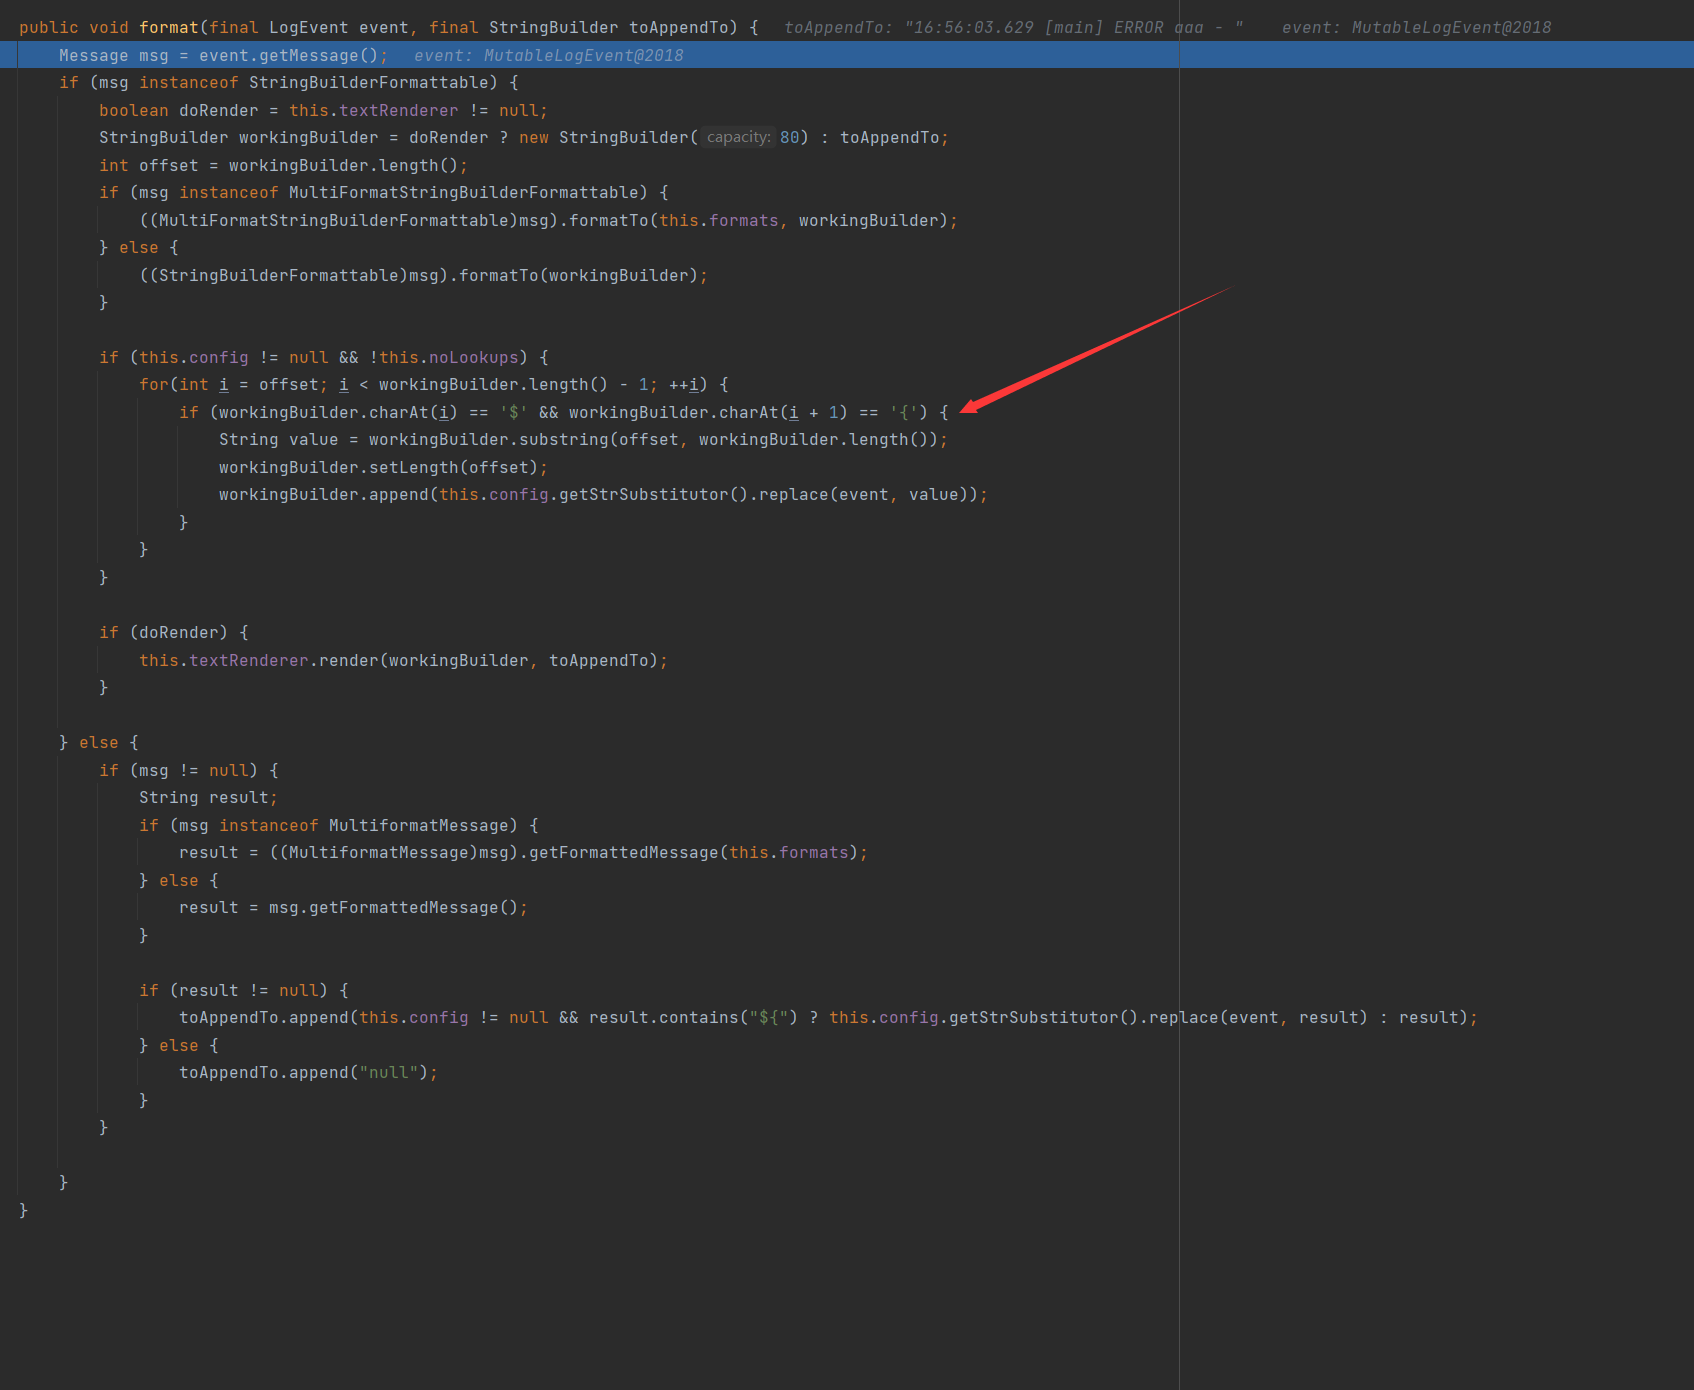 public void format(final LogEvent event, final StringBuilder toAppendTo) {   toAppendTo: "16:56:03.629 [main] ERROR aaa - "    event: MutableLogEvent@2018
    Message msg = event.getMessage();   event: MutableLogEvent@2018
    if (msg instanceof StringBuilderFormattable) {
        boolean doRender = this.textRenderer != null;
        StringBuilder workingBuilder = doRender ? new StringBuilder( capacity: 80) : toAppendTo;
        int offset = workingBuilder.length();
        if (msg instanceof MultiFormatStringBuilderFormattable) {
            ((MultiFormatStringBuilderFormattable)msg).formatTo(this.formats, workingBuilder);
        } else {
            ((StringBuilderFormattable)msg).formatTo(workingBuilder);
        }
        if (this.config != null && !this.noLookups) {
            for(int i = offset; i < workingBuilder.length() - 1; ++i) {
                if (workingBuilder.charAt(i) == '$' && workingBuilder.charAt(i + 1) == '{') {
                    String value = workingBuilder.substring(offset, workingBuilder.length());
                    workingBuilder.setLength(offset);
                    workingBuilder.append(this.config.getStrSubstitutor().replace(event, value));
                }
            }
        }
        if (doRender) {
            this.textRenderer.render(workingBuilder, toAppendTo);
        }
    } else {
        if (msg != null) {
            String result;
            if (msg instanceof MultiformatMessage) {
                result = ((MultiformatMessage)msg).getFormattedMessage(this.formats);
            } else {
                result = msg.getFormattedMessage();
            }
            if (result != null) {
                toAppendTo.append(this.config != null && result.contains("${") ? this.config.getStrSubstitutor().replace(event, result) : result);
            } else {
                toAppendTo.append("null");
            }
        }
    }
}